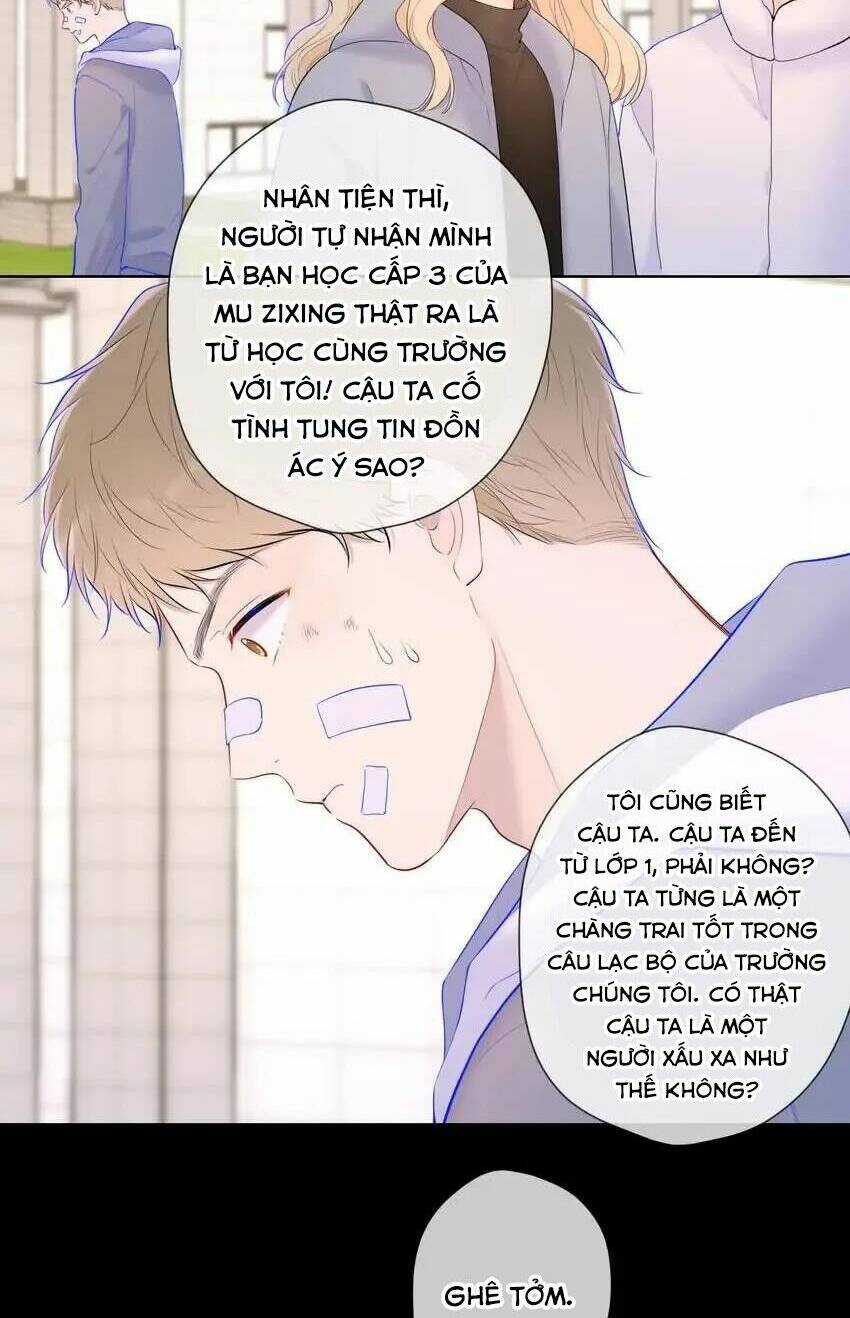 NHÂN TIỆN THÌ,
NGƯỜI TỰ NHẬN MÌNH
LÀ BẠN HỌC CẤP 3 CỦA
MU ZIXING THẬT RA LÀ
TỪ HỌC CÙNG TRƯỜNG
VỚI TÔI! CẬU TA CỐ
TÌNH TUNG TIN ĐỒN
ÁC Ý SAO?
TÔI CŨNG BIẾT
CẬU TA. CẬU TA ĐẾN
TỪ LỚP 1, PHẢI KHÔNG?
CẬU TA TỪNG LÀ MỘT
CHÀNG TRAI TỐT TRONG
CÂU LẠC BỘ CỦA TRƯỜNG
CHÚNG TÔI. CÓ THẬT
CẬU TA LÀ MỘT
NGƯỜI XẤU XA NHƯ
THẾ KHÔNG?
GHÊ TỞM.